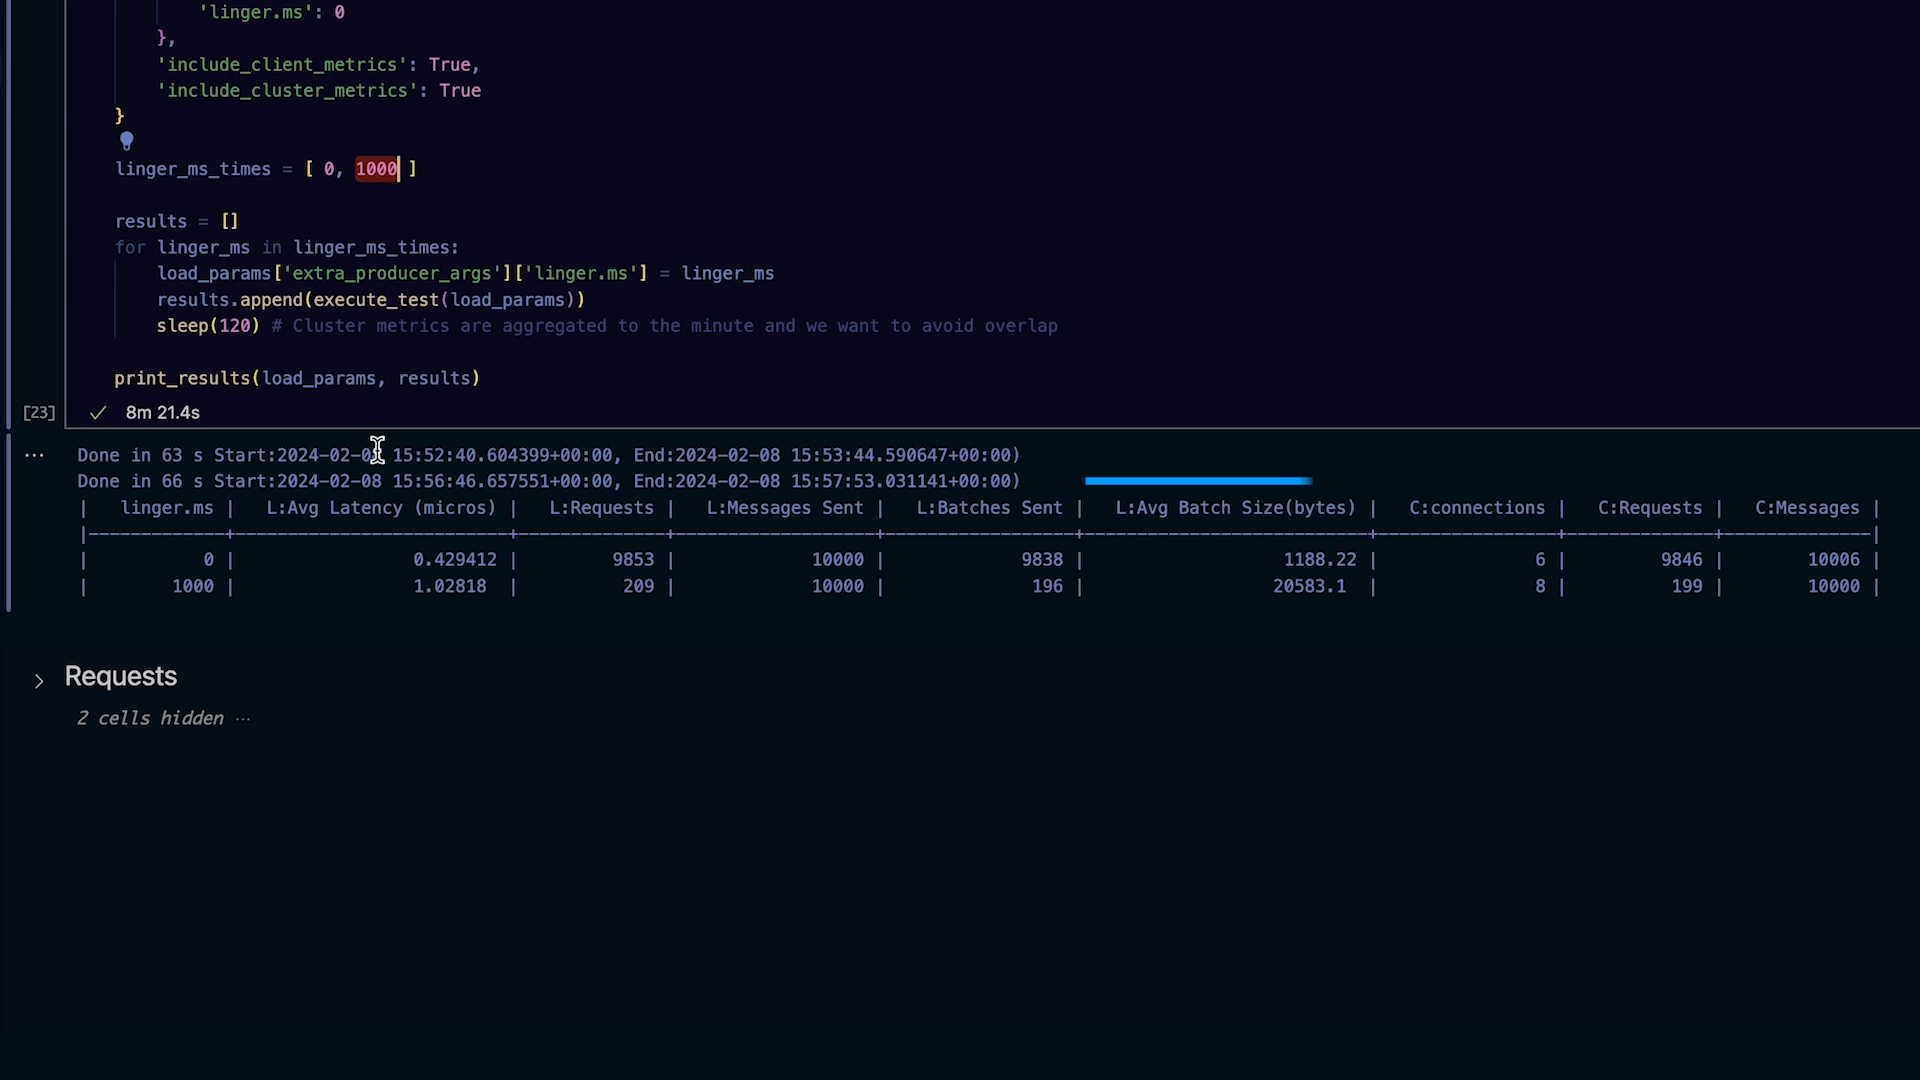 'linger.ms': 0
},
'include_client_metrics': True,
'include_cluster_metrics': True
}
linger_ms_times = [ 0, 1000 ]
results = []
for linger_ms in linger_ms_times:
load_params['extra_producer_args']['linger.ms'] = linger_ms
results.append(execute_test(load_params))
sleep(120) # Cluster metrics are aggregated to the minute and we want to avoid overlap
print_results(load_params, results)
[23] ✓ 8m 21.4s
... Done in 63 s Start:2024-02-0 15:52:40.604399+00:00, End:2024-02-08 15:53:44.590647+00:00)
Done in 66 s Start:2024-02-08 15:56:46.657551+00:00, End:2024-02-08 15:57:53.031141+00:00)
| linger.ms | L:Avg Latency (micros) | L:Requests | L:Messages Sent | L:Batches Sent | L:Avg Batch Size(bytes) | C:connections | C:Requests | C:Messages |
| 0 | 0.429412 | 9853 | 10000 | 9838 | 1188.22 | 6 | 9846 | 10006 |
| 1000 | 1.02818 | 209 | 10000 | 196 | 20583.1 | 8 | 199 | 10000 |
Requests
2 cells hidden ...